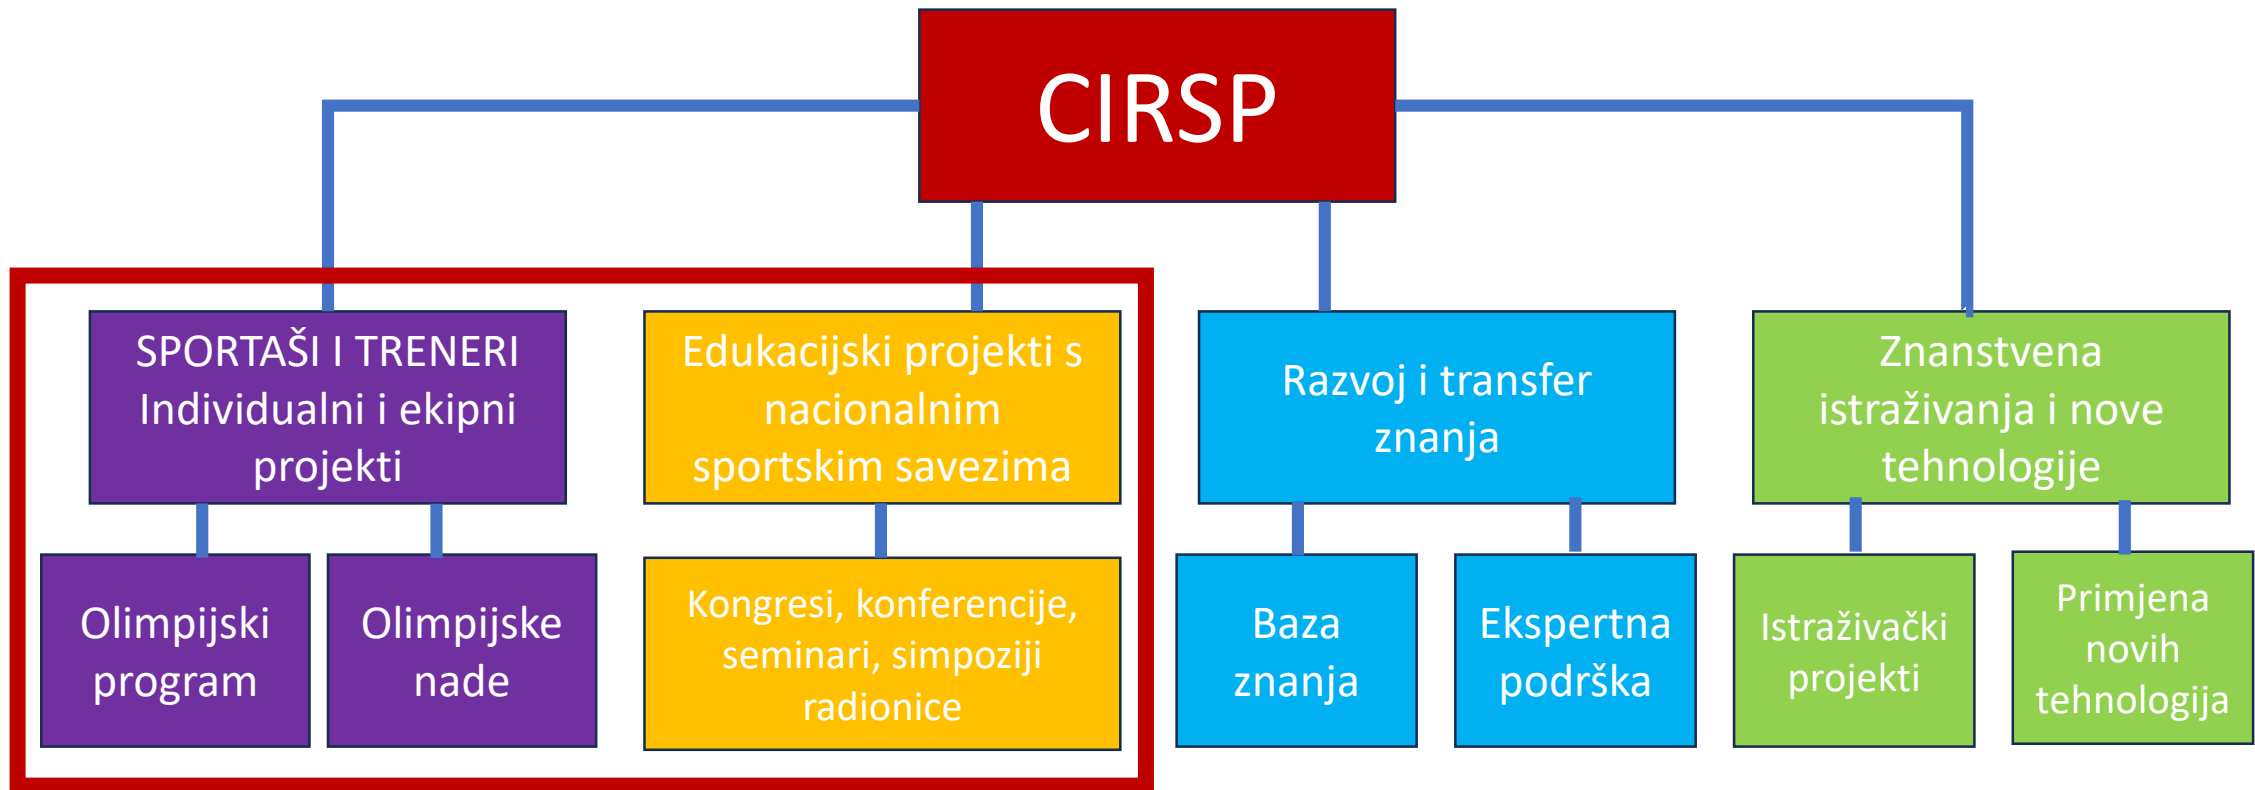 CIRSP
SPORTAŠI I TRENERI
Individualni i ekipni
projekti
Edukacijski projekti s
nacionalnim
sportskim savezima
Razvoj i transfer
znanja
Znanstvena
istraživanja i nove
tehnologije
Olimpijski
program
Olimpijske
nade
Kongresi, konferencije,
seminari, simpoziji
radionice
Baza
znanja
Ekspertna
podrška
Istraživački
projekti
Primjena
novih
tehnologija